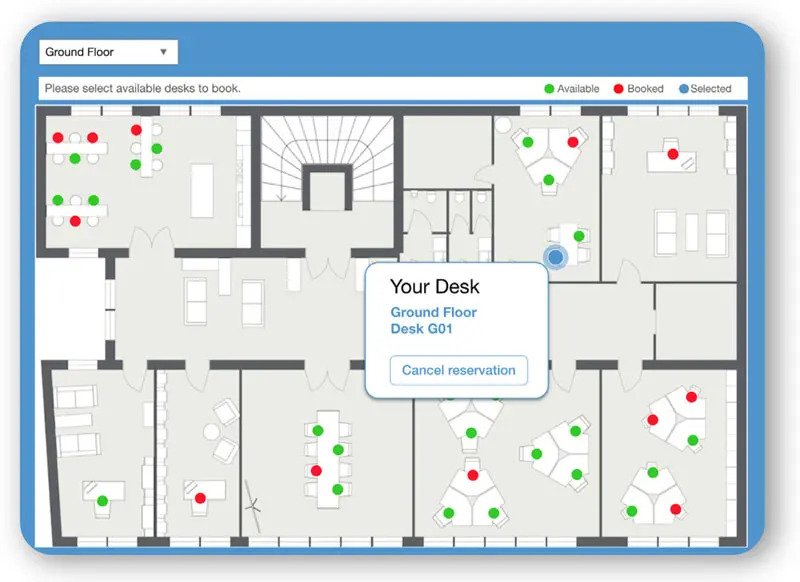 Ground Floor
Please select available desks to book.
Available
Booked
Selected
Your Desk
Ground Floor
Desk G01
Cancel reservation